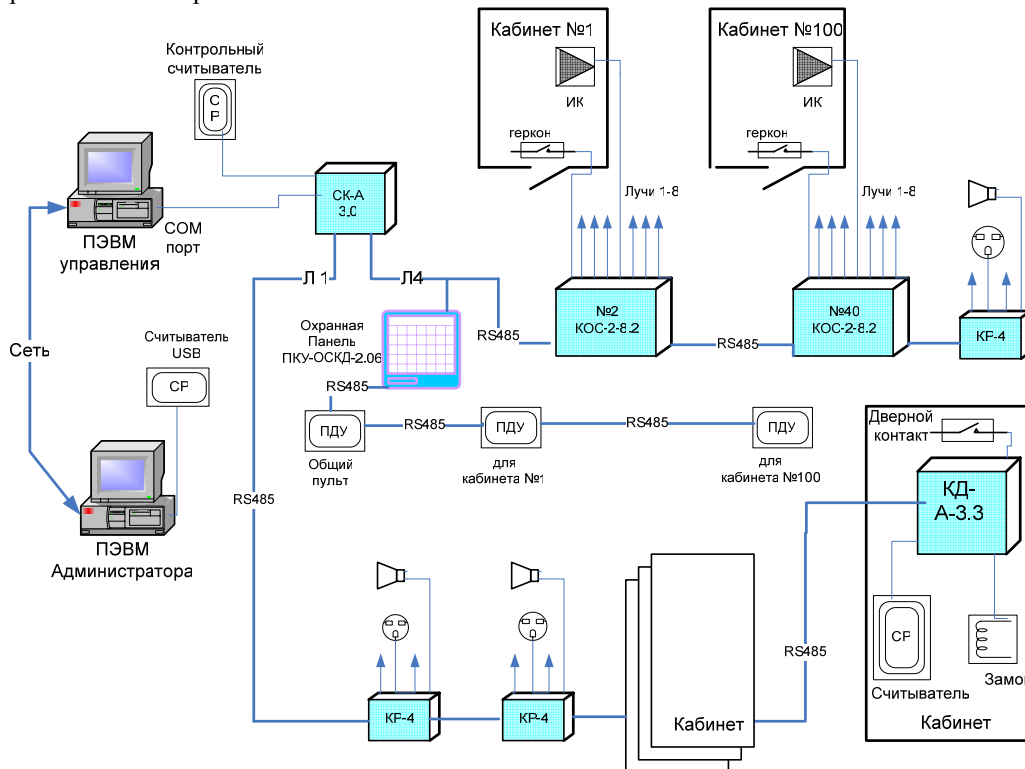 Контрольный
считыватель
СР
ПЭВМ
управления
COM
порт
СК-А
3.0
Л 1
Л4
Сеть
Считыватель
USB
СР
ПЭВМ
Администратора
RS485
Охранная
Панель
ПКУ-ОСКД-2.06
RS485
ПДУ
Общий
пульт
RS485
ПДУ
для
кабинета №1
RS485
ПДУ
для
кабинета №100
Кабинет №1
ИК
геркон
Лучи 1-8
RS485
№2
КОС-2-8.2
RS485
Кабинет №100
ИК
геркон
Лучи 1-8
№40
КОС-2-8.2
КР-4
КР-4
КР-4
Кабинет
RS485
Дверной
контакт
КД-
А-3.3
СР
Считыватель
Кабинет